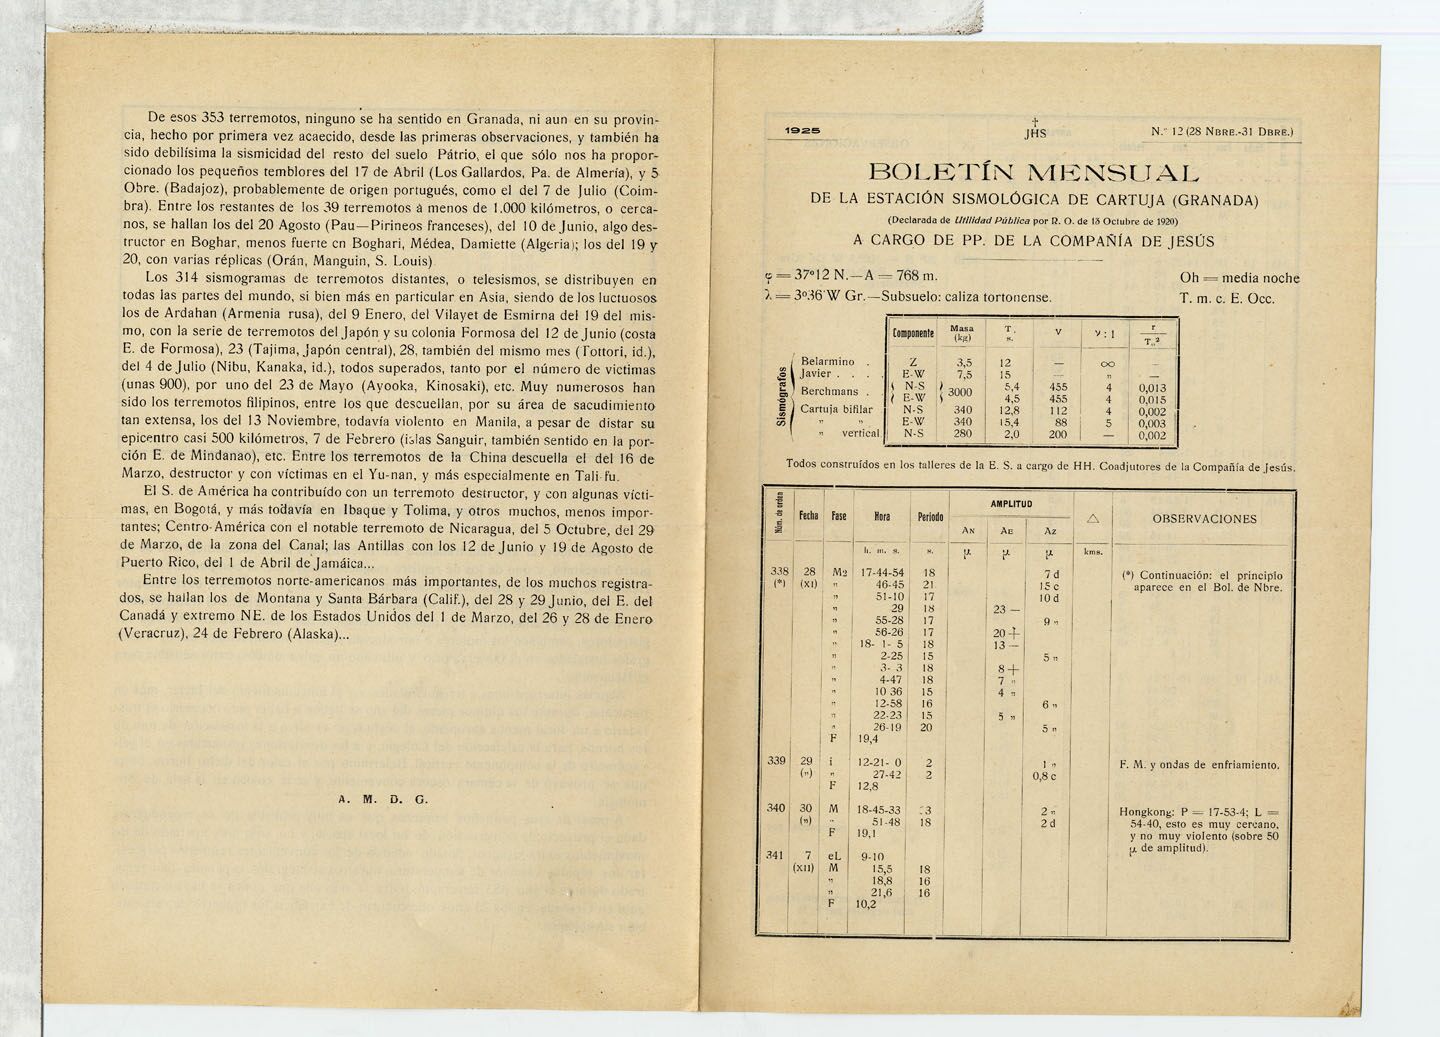 De esos 353 terremotos, ninguno se ha sentido en Granada, ni aun en su provin-
cia, hecho por primera vez acaecido, desde las primeras observaciones, y también ha
sido debilísima la sismicidad del resto del suelo Pátrio, el que sólo nos ha propor-
cionado los pequeños temblores del 17 de Abril (Los Gallardos, Pa. de Almería), y 5
Obre. (Badajoz), probablemente de origen portugués, como el del 7 de Julio (Coim-
bra). Entre los restantes de los 39 terremotos á menos de 1.000 kilómetros, o cerca-
nos, se hallan los del 20 Agosto (Pau—Pirineos franceses), del 10 de Junio, algo des-
tructor en Boghar, menos fuerte en Boghari, Médea, Damiette (Algeria); los del 19 y
20, con varias réplicas (Orán, Manguin, S. Louis)
Los 314 sismogramas de terremotos distantes, o telesismos, se distribuyen en
todas las partes del mundo, si bien más en particular en Asia, siendo de los luctuosos
los de Ardahan (Armenia rusa), del 9 Enero, del Vilayet de Esmirna del 19 del mis-
mo, con la serie de terremotos del Japón y su colonia Formosa del 12 de Junio (costa
E. de Formosa), 23 (Tajima, Japón central), 28, también del mismo mes (Tottori, id.),
del 4 de Julio (Nibu, Kanaka, id.), todos superados, tanto por el número de victimas
(unas 900), por uno del 23 de Mayo (Ayooka, Kinosaki), etc. Muy numerosos han
sido los terremotos filipinos, entre los que descuellan, por su área de sacudimiento
tan extensa, los del 13 Noviembre, todavía violento en Manila, a pesar de distar su
epicentro casi 500 kilómetros, 7 de Febrero (islas Sanguir, también sentido en la por-
ción E. de Mindanao), etc. Entre los terremotos de la China descuella el del 16 de
Marzo, destructor y con víctimas en el Yu-nan, y más especialmente en Tali-fu.
El S. de América ha contribuído con un terremoto destructor, y con algunas vícti-
mas, en Bogotá, y más todavía en Ibaque y Tolima, y otros muchos, menos impor-
tantes; Centro-América con el notable terremoto de Nicaragua, del 5 Octubre, del 29
de Marzo, de la zona del Canal; las Antillas con los 12 de Junio y 19 de Agosto de
Puerto Rico, del 1 de Abril de Jamáica...
Entre los terremotos norte-americanos más importantes, de los muchos registra-
dos, se hallan los de Montana y Santa Bárbara (Calif.), del 28 y 29 Junio, del E. del
Canadá y extremo NE. de los Estados Unidos del 1 de Marzo, del 26 y 28 de Enero
(Veracruz), 24 de Febrero (Alaska)...
A. M. D. G.
1925 † N.º 12 (28 NBRE.-31 DBRE.)
JHS
BOLETÍN MENSUAL
DE LA ESTACIÓN SISMOLÓGICA DE CARTUJA (GRANADA)
(Declarada de Utilidad Pública por R. O. de 13 Octubre de 1920)
A CARGO DE PP. DE LA COMPAÑÍA DE JESÚS
φ = 37º12 N.—A = 768 m. Oh = media noche
λ = 3º36' W Gr.—Subsuelo: caliza tortonense. T. m. c. E. Occ.
Componente Masa (kg) T. s. V v : 1 r T₀²
Sismógrafos
Belarmino . Z 3,5 12 — ∞ —
Javier . . . . E-W 7,5 15 — „ —
Berchmans . N-S 3000 5,4 455 4 0,013
E-W 4,5 455 4 0,015
Cartuja bifilar N-S 340 12,8 112 4 0,002
„ „ E-W 340 15,4 88 5 0,003
„ vertical N-S 280 2,0 200 — 0,002
Todos construídos en los talleres de la E. S. a cargo de HH. Coadjutores de la Compañía de Jesús.
Núm. de orden Fecha Fase Hora Periodo AMPLITUD △ OBSERVACIONES
AN AE AZ
h. m. s. s. μ μ μ kms.
338 28 M2 17-44-54 18 7 d (*) Continuación: el principio
(*) (XI) „ 46-45 21 15 c aparece en el Bol. de Nbre.
„ 51-10 17 10 d
„ 29 18 23 —
„ 55-28 17 9 „
„ 56-26 17 20 +
„ 18- 1- 5 18 13 —
„ 2-25 15 5 „
„ 3- 3 18 8 +
„ 4-47 18 7 „
„ 10 36 15 4 „
„ 12-58 16 6 „
„ 22-23 15 5 „
„ 26-19 20 5 „
F 19,4
339 29 i 12-21- 0 2 1 „ F. M. y ondas de enfriamiento.
(„) „ 27-42 2 0,8 c
F 12,8
340 30 M 18-45-33 3 2 „ Hongkong: P = 17-53-4; L =
(„) „ 51-48 18 2 d 54-40, esto es muy cercano,
F 19,1 y no muy violento (sobre 50
μ de amplitud).
341 7 eL 9-10
(XII) M 15,5 18
„ 18,8 16
„ 21,6 16
F 10,2